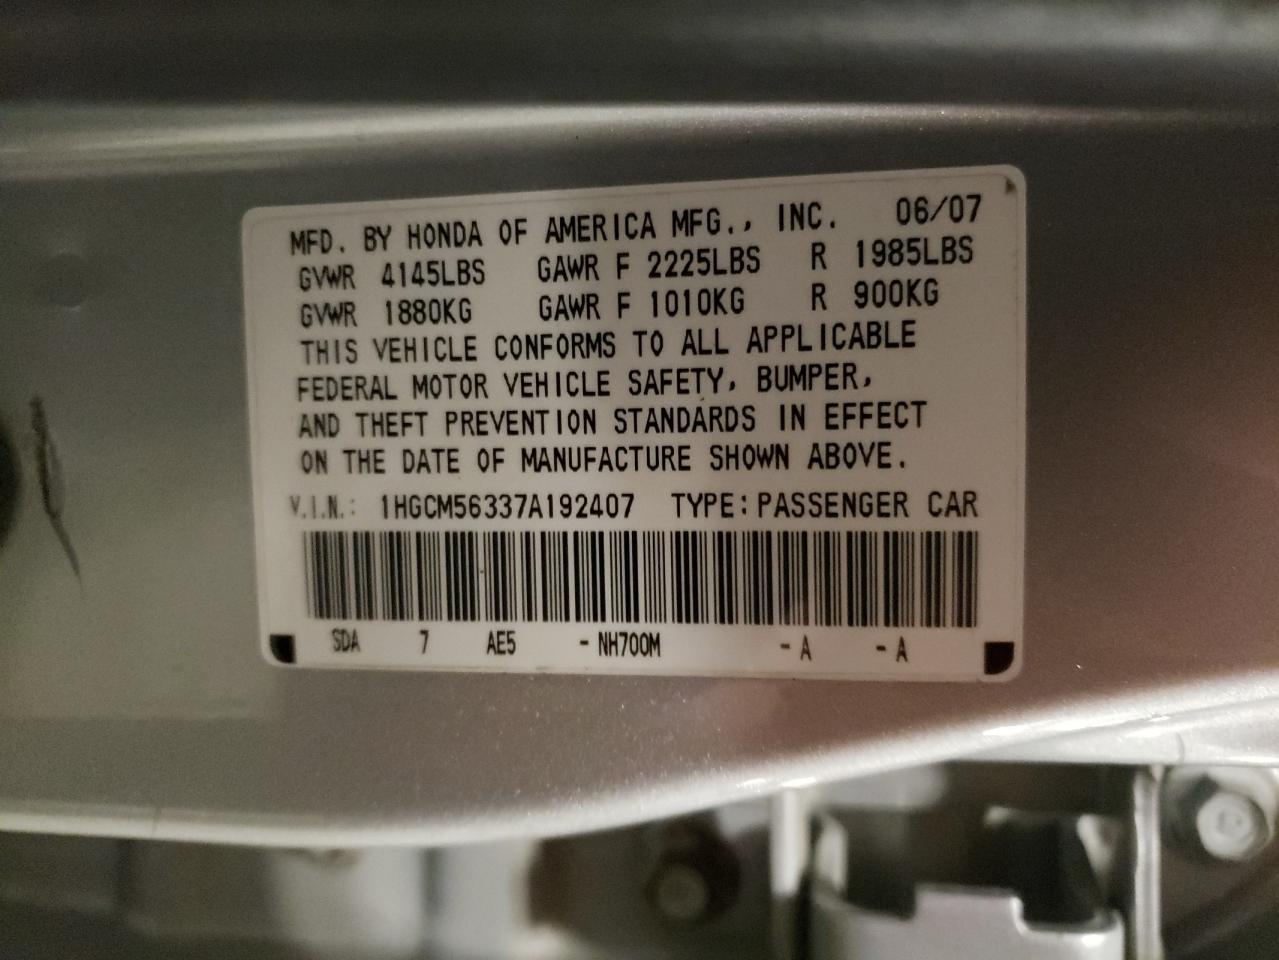 MFD. BY HONDA OF AMERICA MFG., INC. 06/07
GVWR 4145LBS GAWR F 2225LBS R 1985LBS
GVWR 1880KG GAWR F 1010KG R 900KG
THIS VEHICLE CONFORMS TO ALL APPLICABLE
FEDERAL MOTOR VEHICLE SAFETY, BUMPER,
AND THEFT PREVENTION STANDARDS IN EFFECT
ON THE DATE OF MANUFACTURE SHOWN ABOVE.
V.I.N.: 1HGCM56337A192407 TYPE: PASSENGER CAR
SDA 7 AE5 -NH700M -A -A